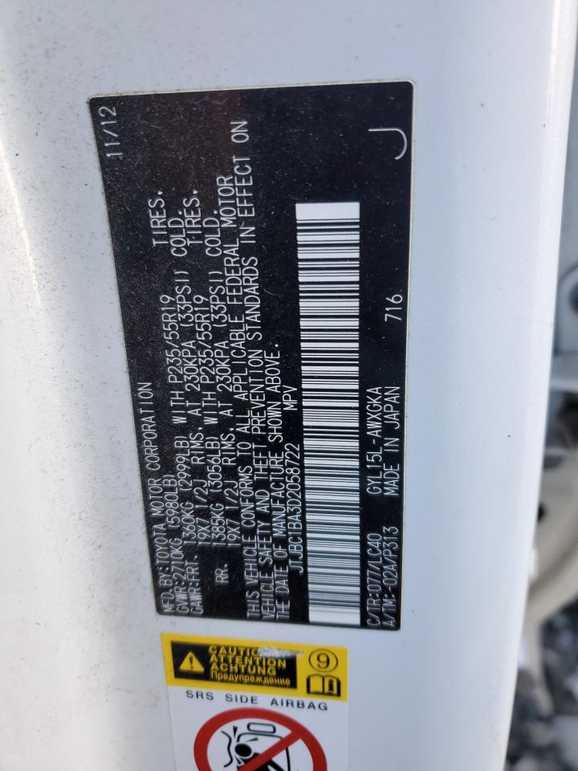 MFD. BY: TOYOTA MOTOR CORPORATION 11/12
GVWR: 2710KG (5980LB)
GAWR: FRT. 1360KG (2999LB) WITH P235/55R19 TIRES.
19X7 1/2J RIMS. AT 230KPA (33PSI) COLD.
RR. 1385KG (3056LB) WITH P235/55R19 TIRES.
19X7 1/2J RIMS. AT 230KPA (33PSI) COLD.
THIS VEHICLE CONFORMS TO ALL APPLICABLE FEDERAL MOTOR
VEHICLE SAFETY AND THEFT PREVENTION STANDARDS IN EFFECT ON
THE DATE OF MANUFACTURE SHOWN ABOVE.
JTJBC1BA3D2058722 MPV
C/TR: 077/LC40 GYL15L-AWXGKA
A/TM: -02A/P313 MADE IN JAPAN 716
J
CAUTION
ATTENTION
ACHTUNG
Предупреждение
9
SRS SIDE AIRBAG